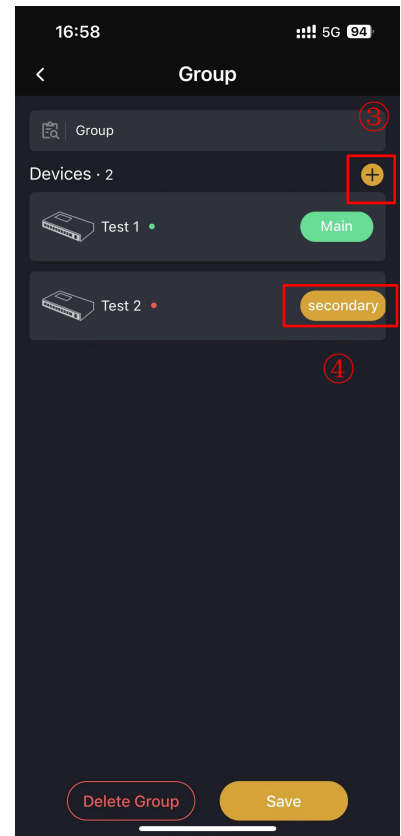 16:58 5G 94
Group
Group
③
Devices · 2
Test 1
Main
Test 2
secondary
④
Delete Group
Save